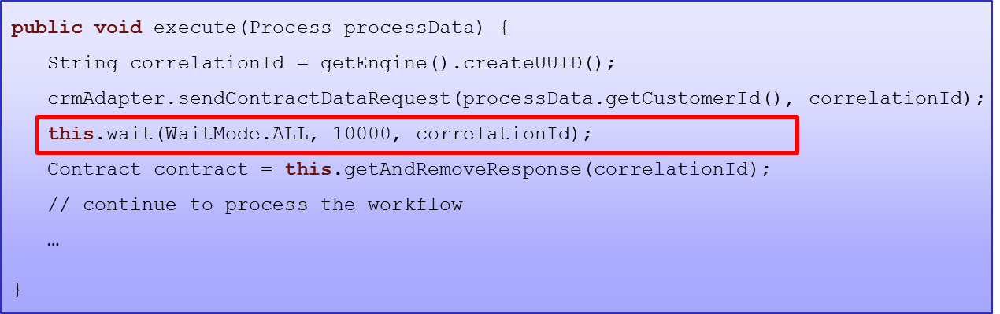 public void execute(Process processData) {
String correlationId = getEngine().createUUID();
crmAdapter.sendContractDataRequest(processData.getCustomerId(), correlationId);
this.wait(WaitMode.ALL, 10000, correlationId);
Contract contract = this.getAndRemoveResponse(correlationId);
// continue to process the workflow
…
}